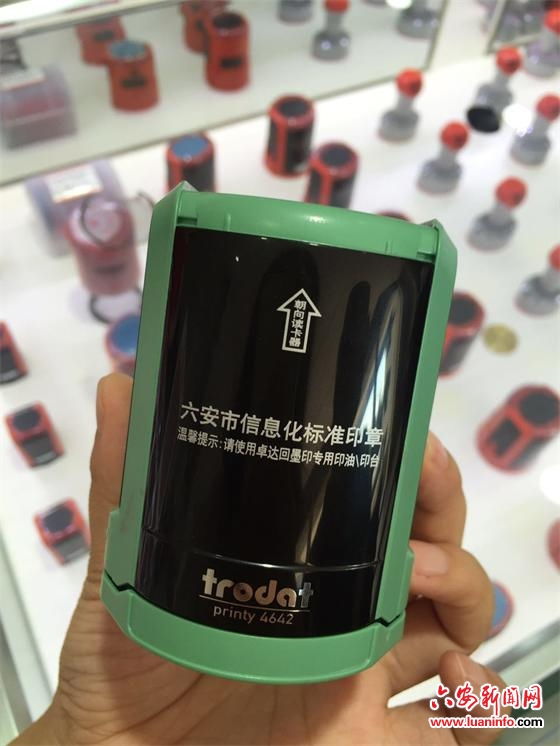 朝向读卡器
六安市信息化标准印章
温馨提示:请使用卓达回墨印专用印油\印台
trodat
printy 4642
六安新闻网
www.luaninfo.com